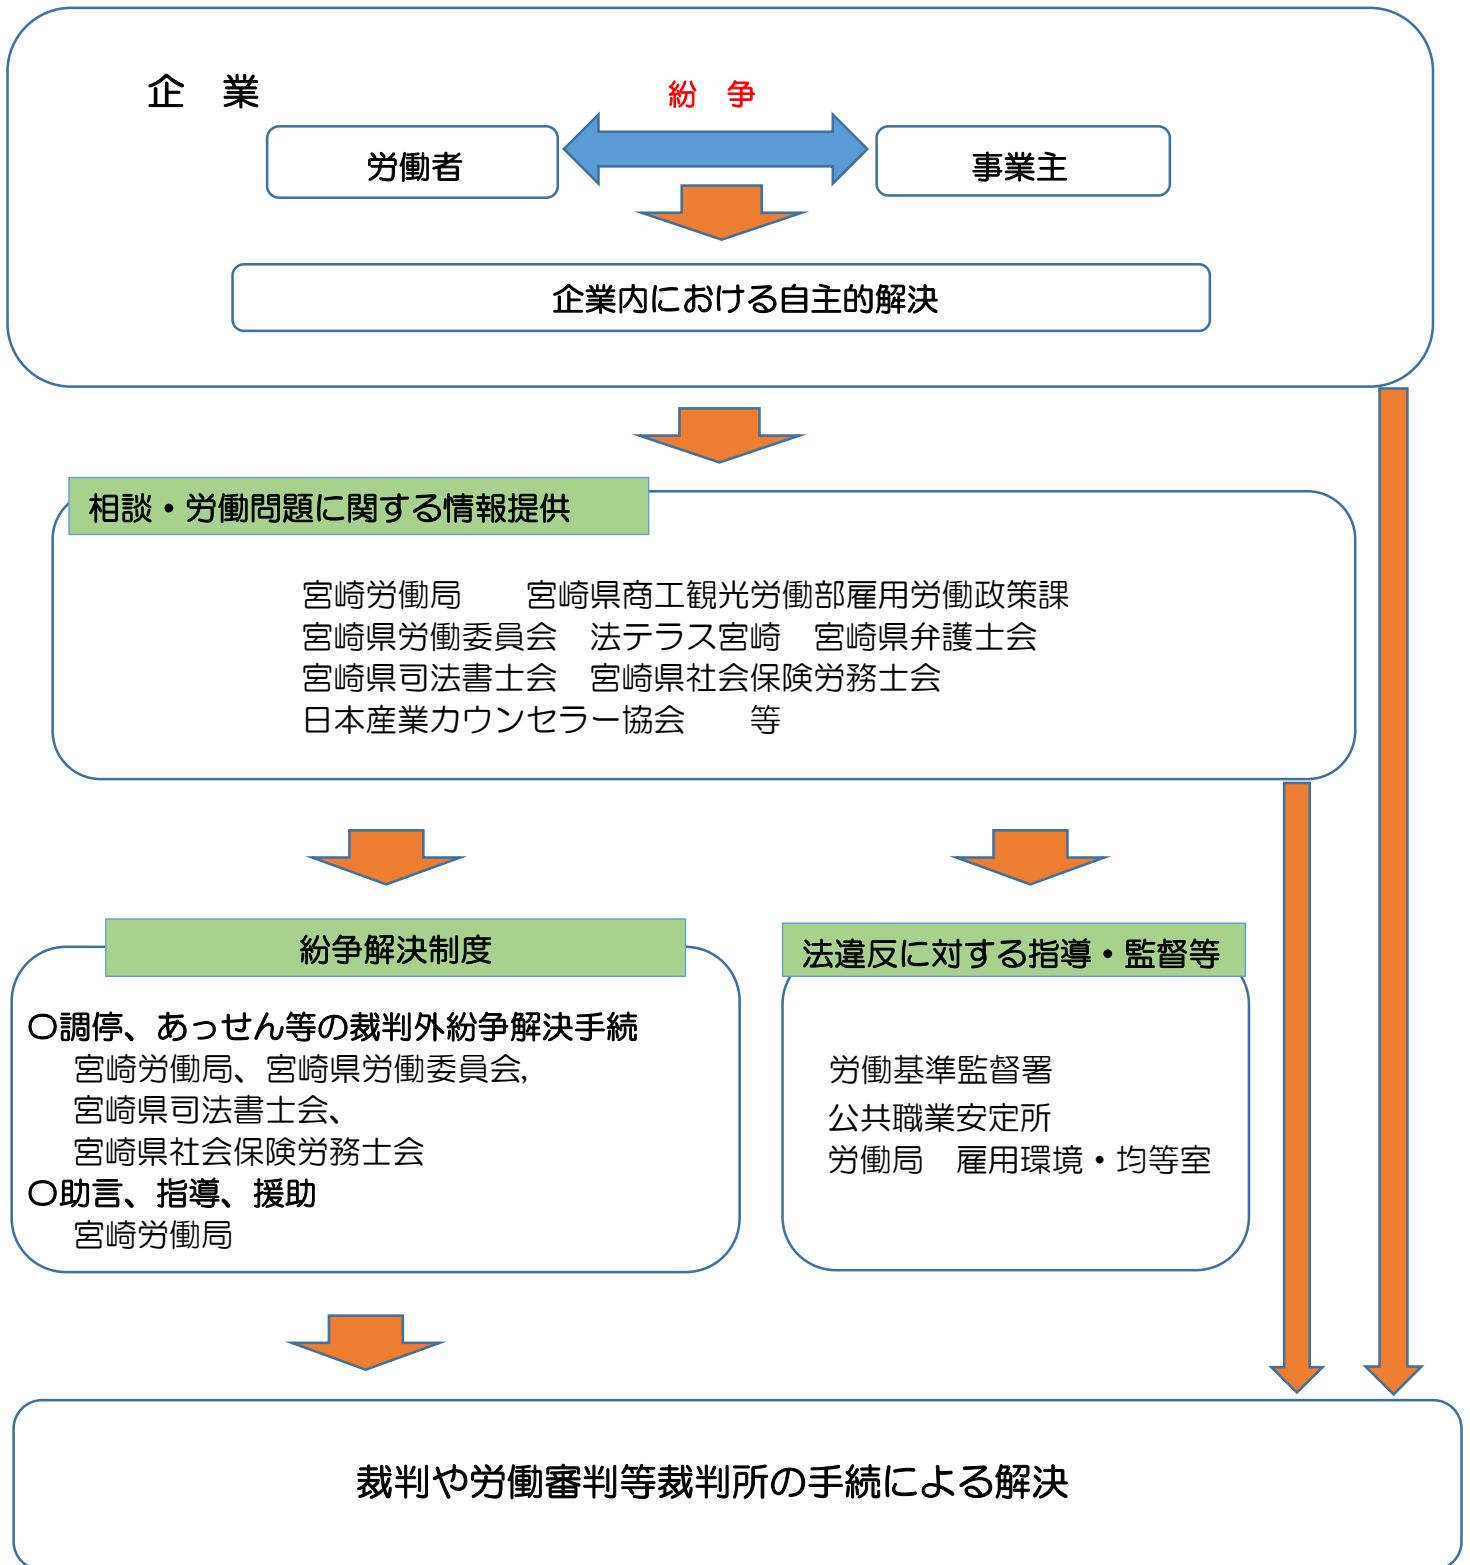 企　業
紛　争
労働者
事業主
企業内における自主的解決
相談・労働問題に関する情報提供
宮崎労働局　　宮崎県商工観光労働部雇用労働政策課
宮崎県労働委員会　法テラス宮崎　宮崎県弁護士会
宮崎県司法書士会　宮崎県社会保険労務士会
日本産業カウンセラー協会　　等
紛争解決制度
〇調停、あっせん等の裁判外紛争解決手続
宮崎労働局、宮崎県労働委員会,
宮崎県司法書士会、
宮崎県社会保険労務士会
〇助言、指導、援助
宮崎労働局
法違反に対する指導・監督等
労働基準監督署
公共職業安定所
労働局　雇用環境・均等室
裁判や労働審判等裁判所の手続による解決